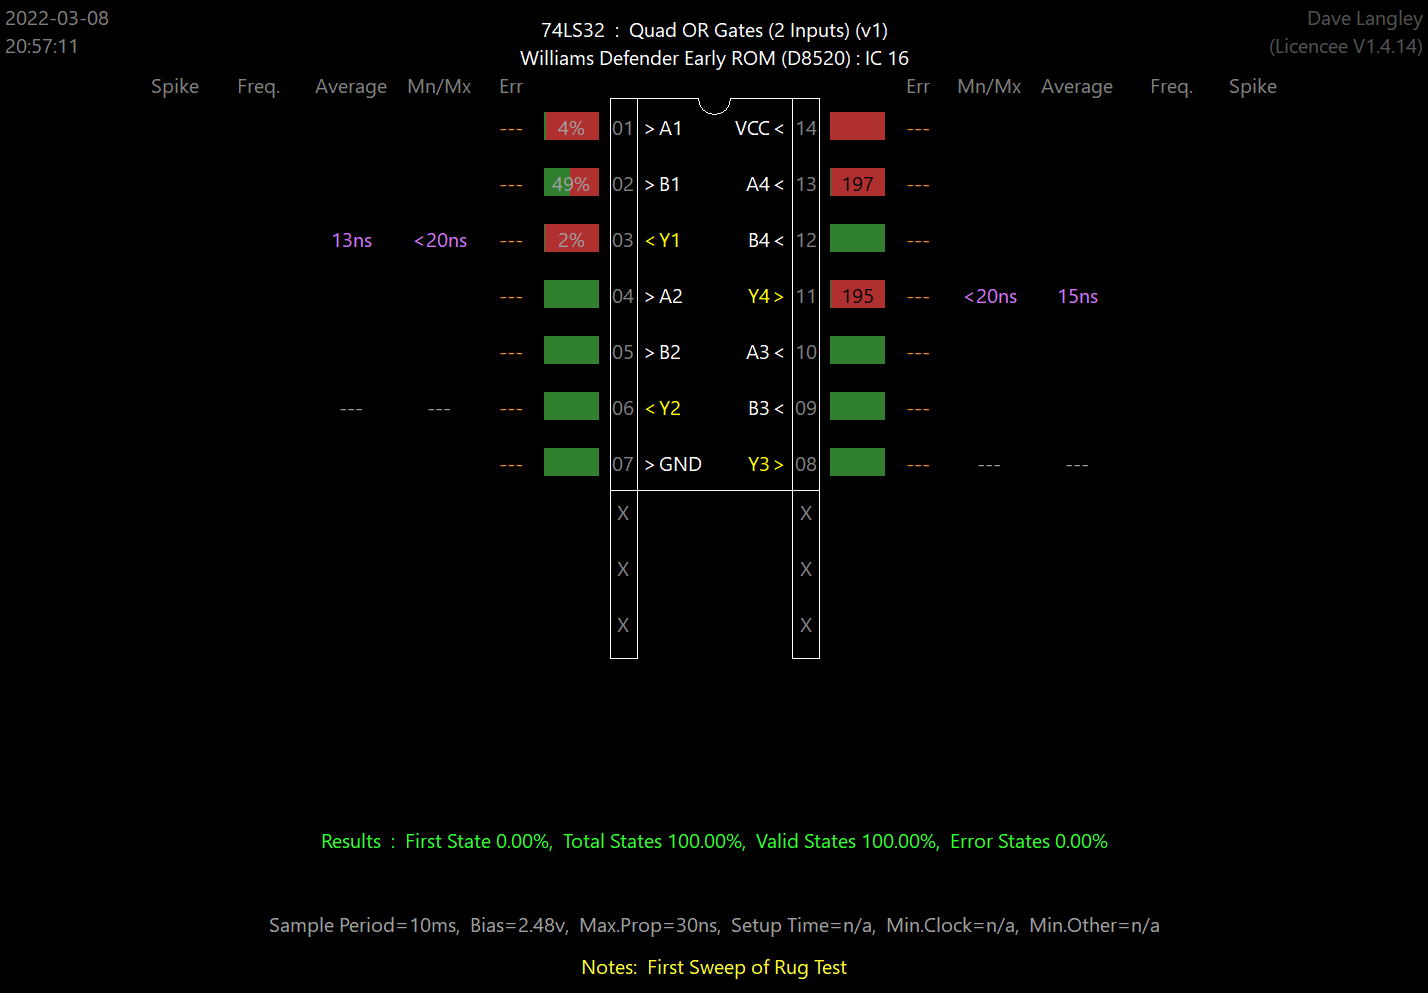 2022-03-08
20:57:11
74LS32 : Quad OR Gates (2 Inputs) (v1)
Williams Defender Early ROM (D8520) : IC 16
Dave Langley
(Licencee V1.4.14)
Spike Freq. Average Mn/Mx Err Err Mn/Mx Average Freq. Spike
--- 4% 01 > A1 VCC < 14 ---
--- 49% 02 > B1 A4 < 13 197 ---
13ns <20ns --- 2% 03 < Y1 B4 < 12 ---
--- 04 > A2 Y4 > 11 195 --- <20ns 15ns
--- 05 > B2 A3 < 10 ---
--- --- --- 06 < Y2 B3 < 09 ---
--- 07 > GND Y3 > 08 --- --- ---
X X
X X
X X
Results : First State 0.00%, Total States 100.00%, Valid States 100.00%, Error States 0.00%
Sample Period=10ms, Bias=2.48v, Max.Prop=30ns, Setup Time=n/a, Min.Clock=n/a, Min.Other=n/a
Notes: First Sweep of Rug Test